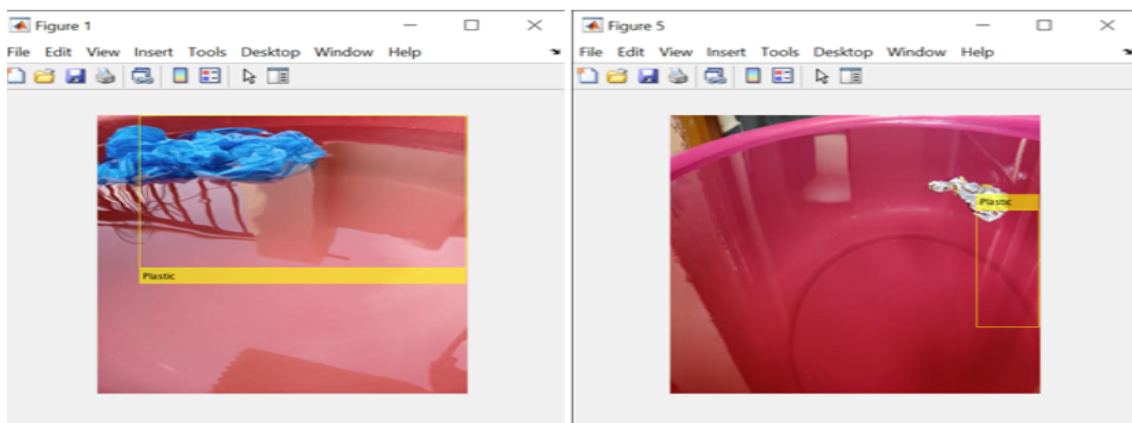 Figure 1
File Edit View Insert Tools Desktop Window Help
Plastic
Figure 5
File Edit View Insert Tools Desktop Window Help
Plastic